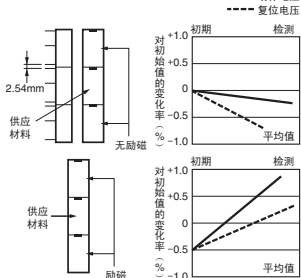 复位电压
初期 检测
对初始值的变化率(%)
+1.0
+0.5
0
−0.5
−1.0
平均值
2.54mm
供应
材料
无励磁
初期 检测
对初始值的变化率(%)
+1.0
+0.5
0
−0.5
−1.0
平均值
供应
材料
励磁